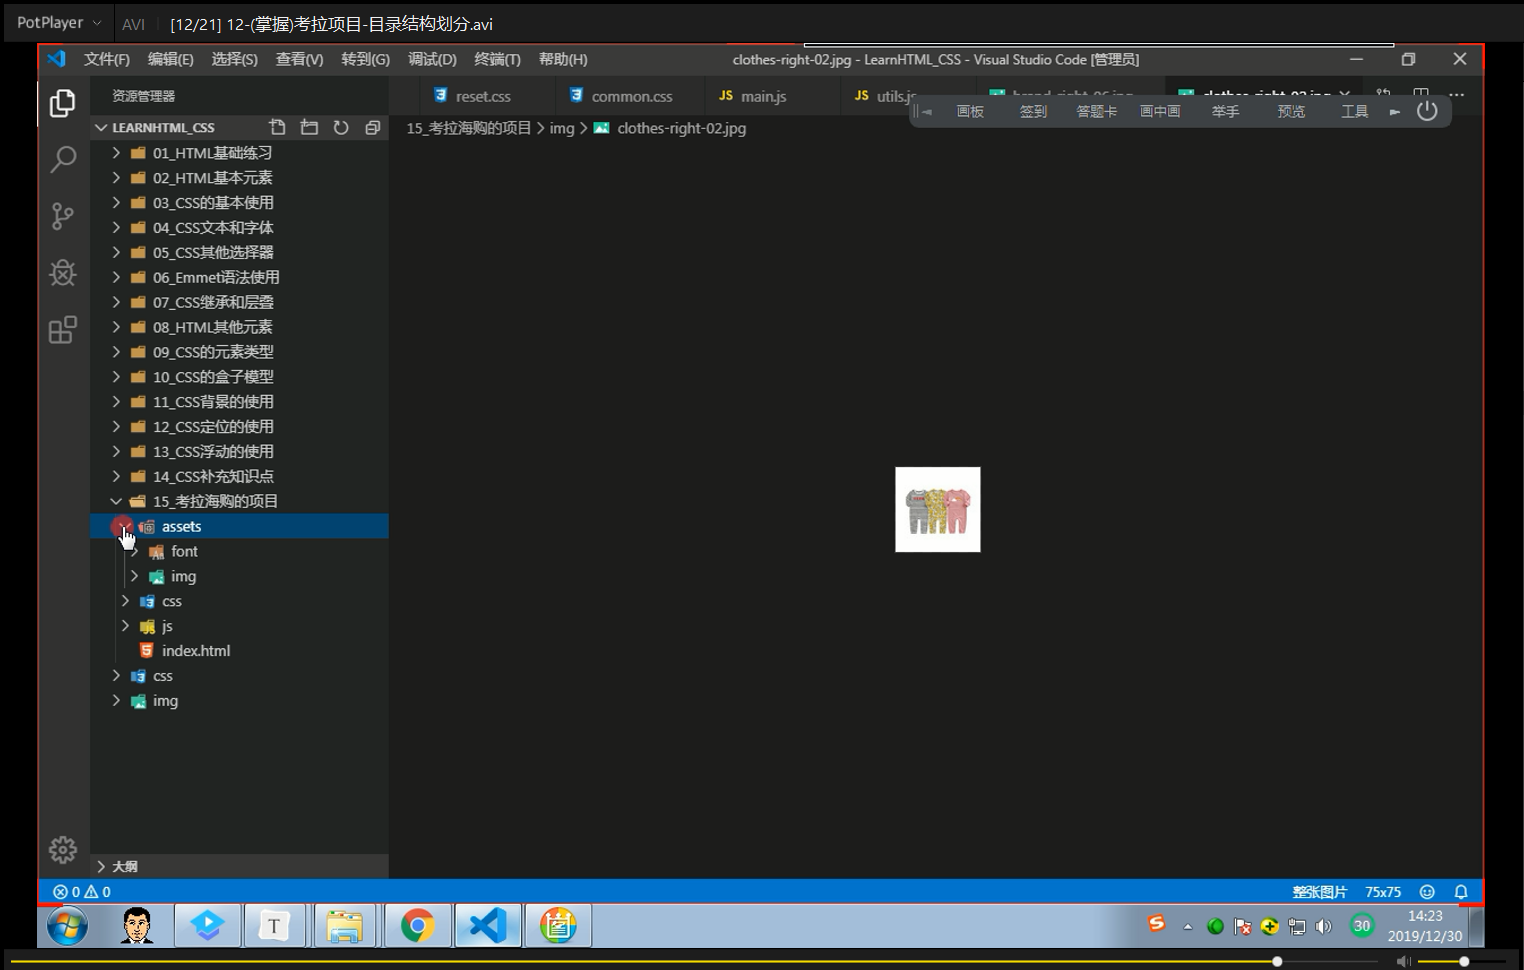 PotPlayer AVI [12/21] 12-(掌握)考拉项目-目录结构划分.avi
文件(F) 编辑(E) 选择(S) 查看(V) 转到(G) 调试(D) 终端(T) 帮助(H) clothes-right-02.jpg - LearnHTML_CSS - Visual Studio Code [管理员]
资源管理器 reset.css common.css JS main.js JS utils.js
画板 签到 答题卡 画中画 举手 预览 工具
LEARNHTML_CSS 15_考拉海购的项目 > img > clothes-right-02.jpg
01_HTML基础练习
02_HTML基本元素
03_CSS的基本使用
04_CSS文本和字体
05_CSS其他选择器
06_Emmet语法使用
07_CSS继承和层叠
08_HTML其他元素
09_CSS的元素类型
10_CSS的盒子模型
11_CSS背景的使用
12_CSS定位的使用
13_CSS浮动的使用
14_CSS补充知识点
15_考拉海购的项目
assets
font
img
css
js
index.html
css
img
大纲
0 0 整张图片 75x75
T 30 14:23
2019/12/30